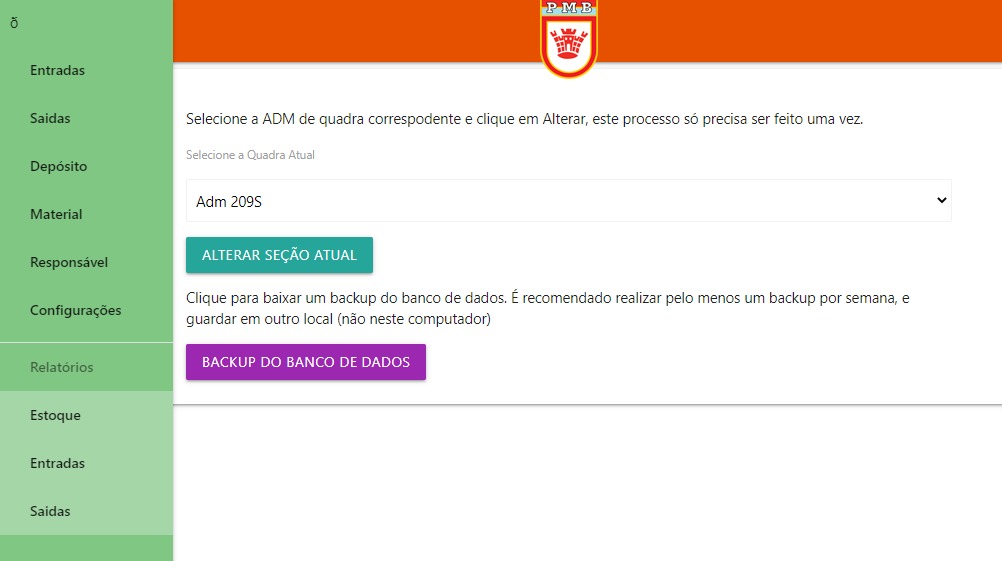 ð
Entradas
Saidas
Depósito
Material
Responsável
Configurações
Relatórios
Estoque
Entradas
Saidas
P M B
Selecione a ADM de quadra correspodente e clique em Alterar, este processo só precisa ser feito uma vez.
Selecione a Quadra Atual
Adm 209S
ALTERAR SEÇÃO ATUAL
Clique para baixar um backup do banco de dados. É recomendado realizar pelo menos um backup por semana, e
guardar em outro local (não neste computador)
BACKUP DO BANCO DE DADOS